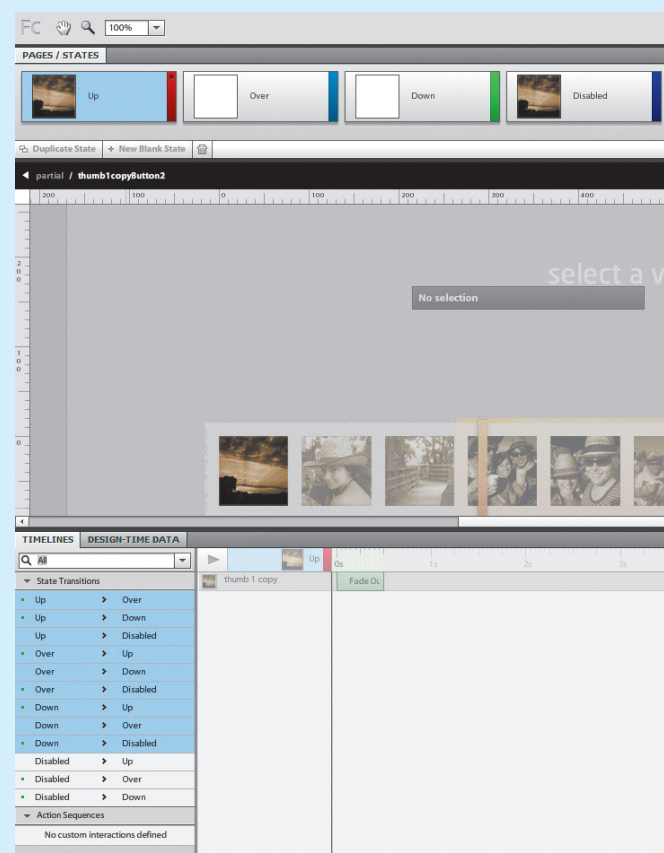 FC 100%
PAGES / STATES
Up Over Down Disabled
Duplicate State + New Blank State
partial / thumb1copyButton2
200 100 0 100 200 300 400
200
select a v
No selection
100
0
TIMELINES DESIGN-TIME DATA
All Up 0s 1s 2s 3s
State Transitions thumb 1 copy Fade Ou
Up > Over
Up > Down
Up > Disabled
Over > Up
Over > Down
Over > Disabled
Down > Up
Down > Over
Down > Disabled
Disabled > Up
Disabled > Over
Disabled > Down
Action Sequences
No custom interactions defined